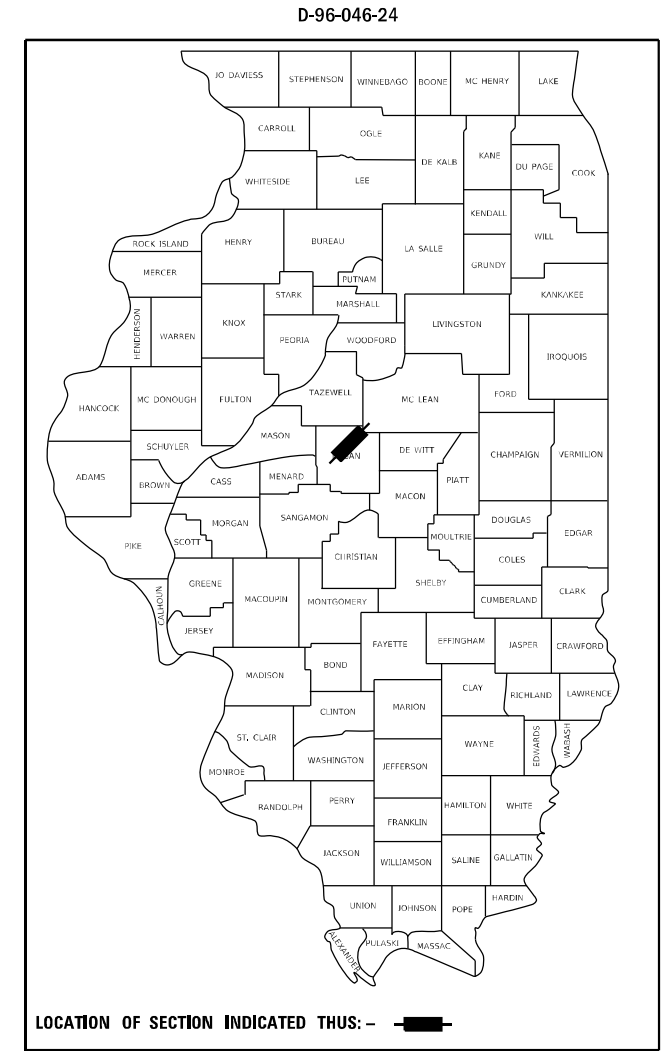 D-96-046-24
JO DAVIESS STEPHENSON WINNEBAGO BOONE MC HENRY LAKE
CARROLL OGLE
DE KALB KANE DU PAGE COOK
WHITESIDE LEE
KENDALL
ROCK ISLAND HENRY BUREAU LA SALLE WILL
MERCER PUTNAM GRUNDY
STARK MARSHALL KANKAKEE
HENDERSON WARREN KNOX PEORIA WOODFORD LIVINGSTON
IROQUOIS
HANCOCK MC DONOUGH FULTON TAZEWELL MC LEAN FORD
MASON
SCHUYLER DE WITT CHAMPAIGN VERMILION
ADAMS BROWN CASS MENARD PIATT
MACON
MORGAN SANGAMON DOUGLAS
PIKE SCOTT CHRISTIAN MOULTRIE COLES EDGAR
GREENE SHELBY
CALHOUN MACOUPIN MONTGOMERY CUMBERLAND CLARK
JERSEY FAYETTE EFFINGHAM JASPER CRAWFORD
MADISON BOND
CLAY RICHLAND LAWRENCE
CLINTON MARION
ST. CLAIR WAYNE EDWARDS WABASH
MONROE WASHINGTON JEFFERSON
RANDOLPH PERRY HAMILTON WHITE
FRANKLIN
JACKSON WILLIAMSON SALINE GALLATIN
UNION JOHNSON POPE HARDIN
ALEXANDER PULASKI MASSAC
LOCATION OF SECTION INDICATED THUS: –